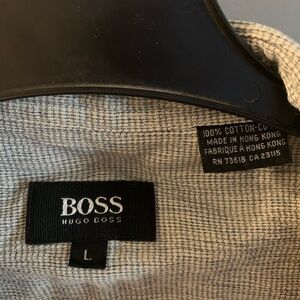 100% COTTON-CO
MADE IN HONG KONG
FABRIQUE À HONG KONG
RN 73618 CA 23115
BOSS
HUGO BOSS
L